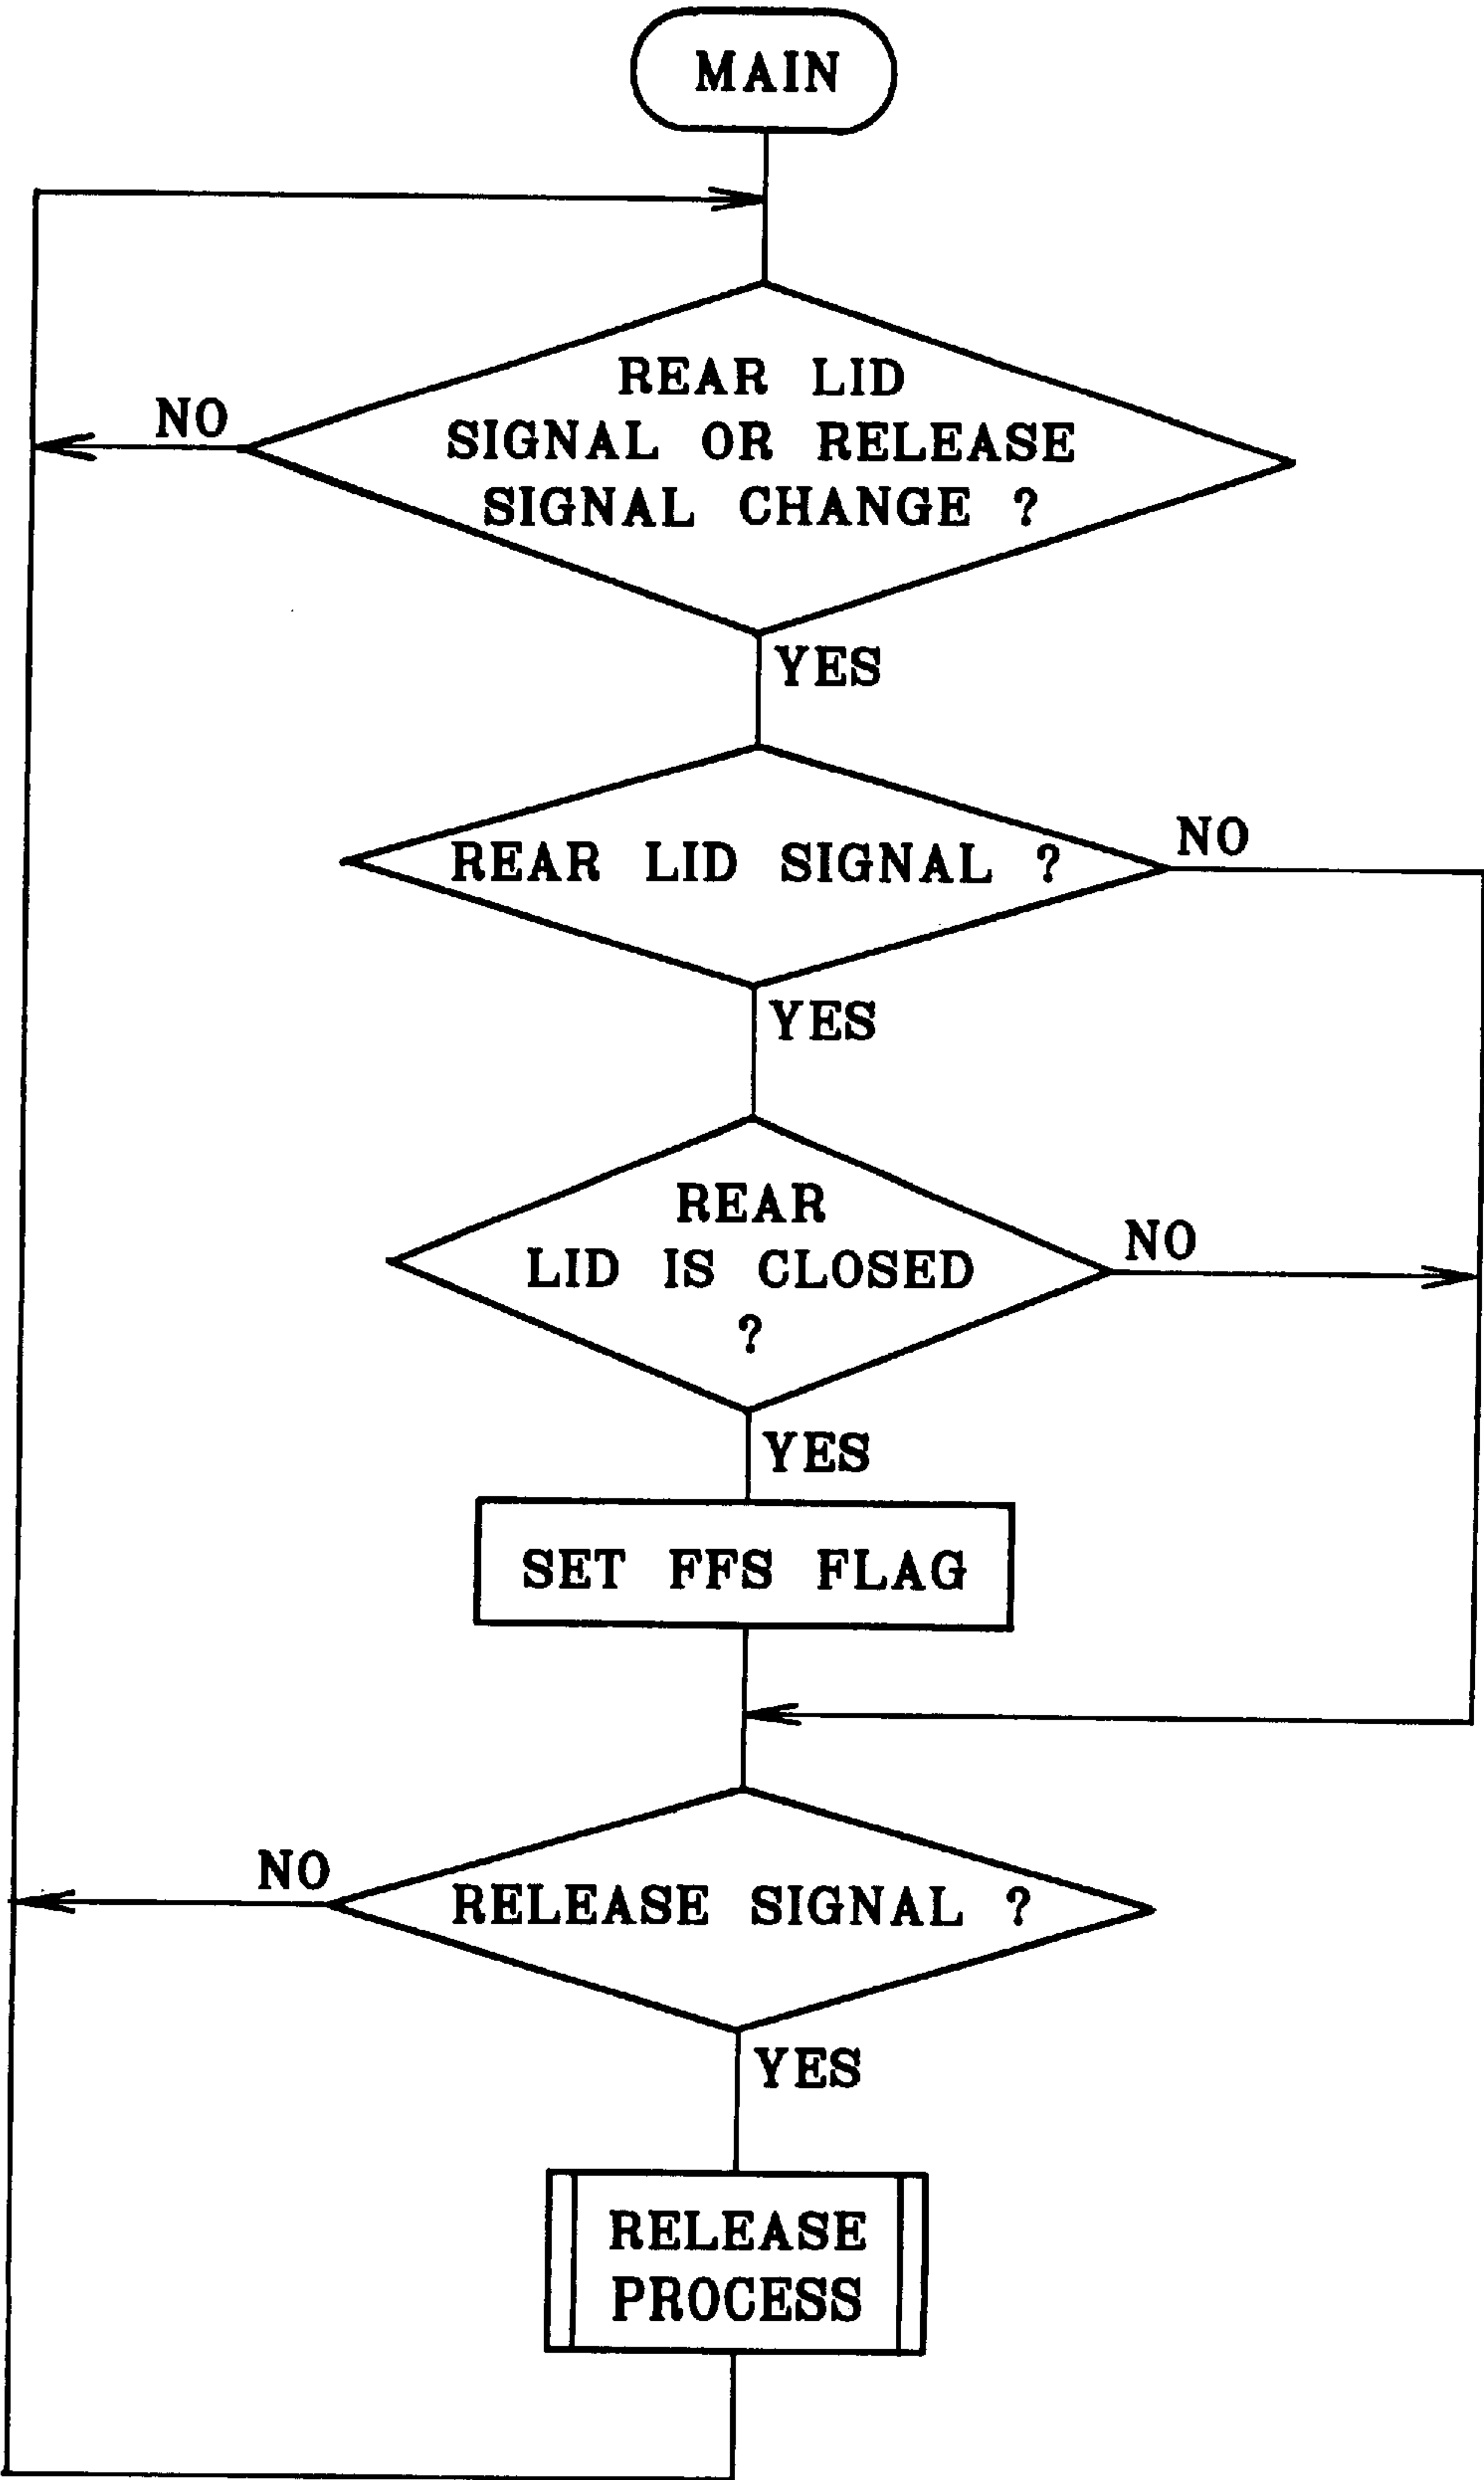 MAIN
REAR LID
SIGNAL OR RELEASE
SIGNAL CHANGE ?
NO
YES
REAR LID SIGNAL ?
NO
YES
REAR
LID IS CLOSED
?
NO
YES
SET FFS FLAG
RELEASE SIGNAL ?
NO
YES
RELEASE
PROCESS